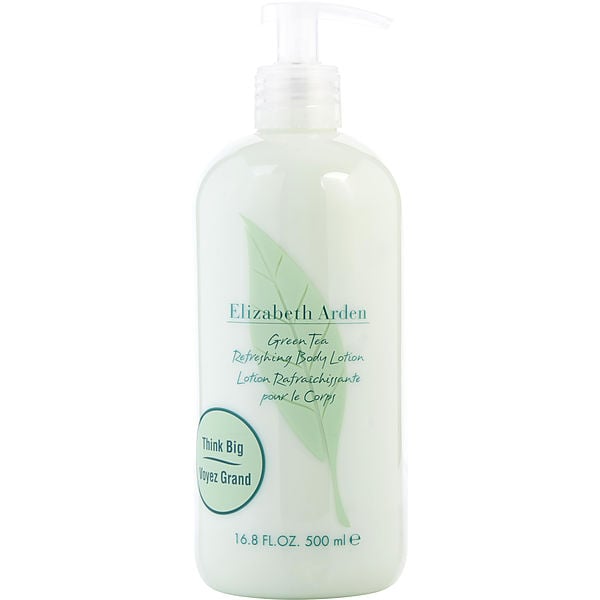 Elizabeth Arden
Green Tea
Refreshing Body Lotion
Lotion Rafraîchissante
pour le Corps
Think Big
Voyez Grand
16.8 FL.OZ. 500 ml ℮